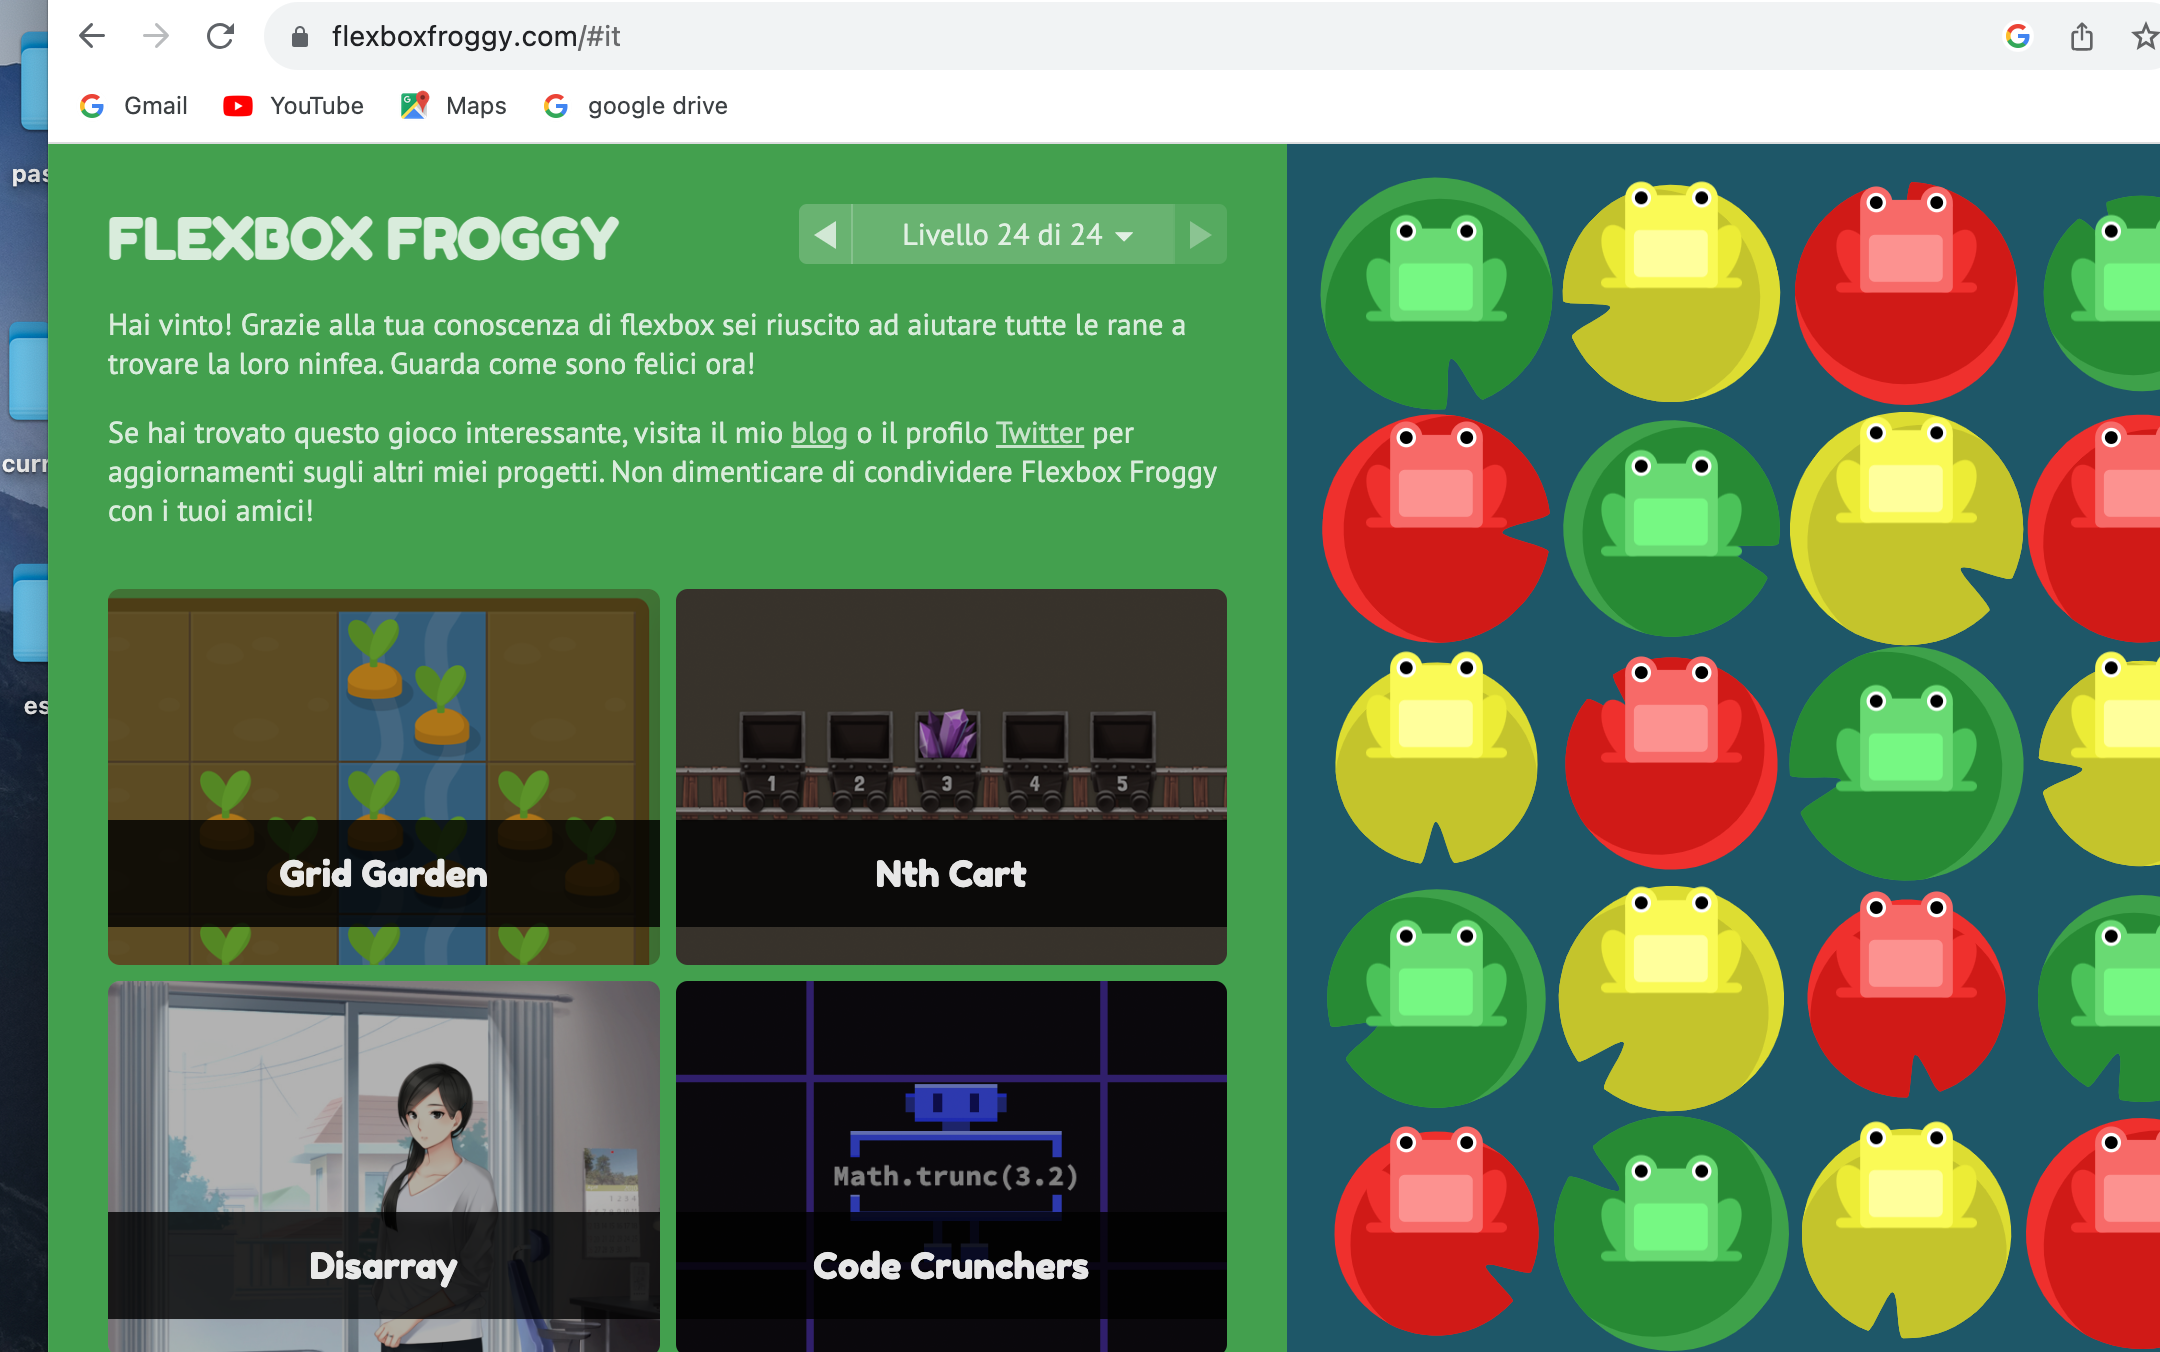 flexboxfroggy.com/#it
Gmail YouTube Maps google drive
pas
curr
es
FLEXBOX FROGGY
Livello 24 di 24
Hai vinto! Grazie alla tua conoscenza di flexbox sei riuscito ad aiutare tutte le rane a
trovare la loro ninfea. Guarda come sono felici ora!
Se hai trovato questo gioco interessante, visita il mio blog o il profilo Twitter per
aggiornamenti sugli altri miei progetti. Non dimenticare di condividere Flexbox Froggy
con i tuoi amici!
Grid Garden
1 2 3 4 5
Nth Cart
Disarray
Math.trunc(3.2)
Code Crunchers